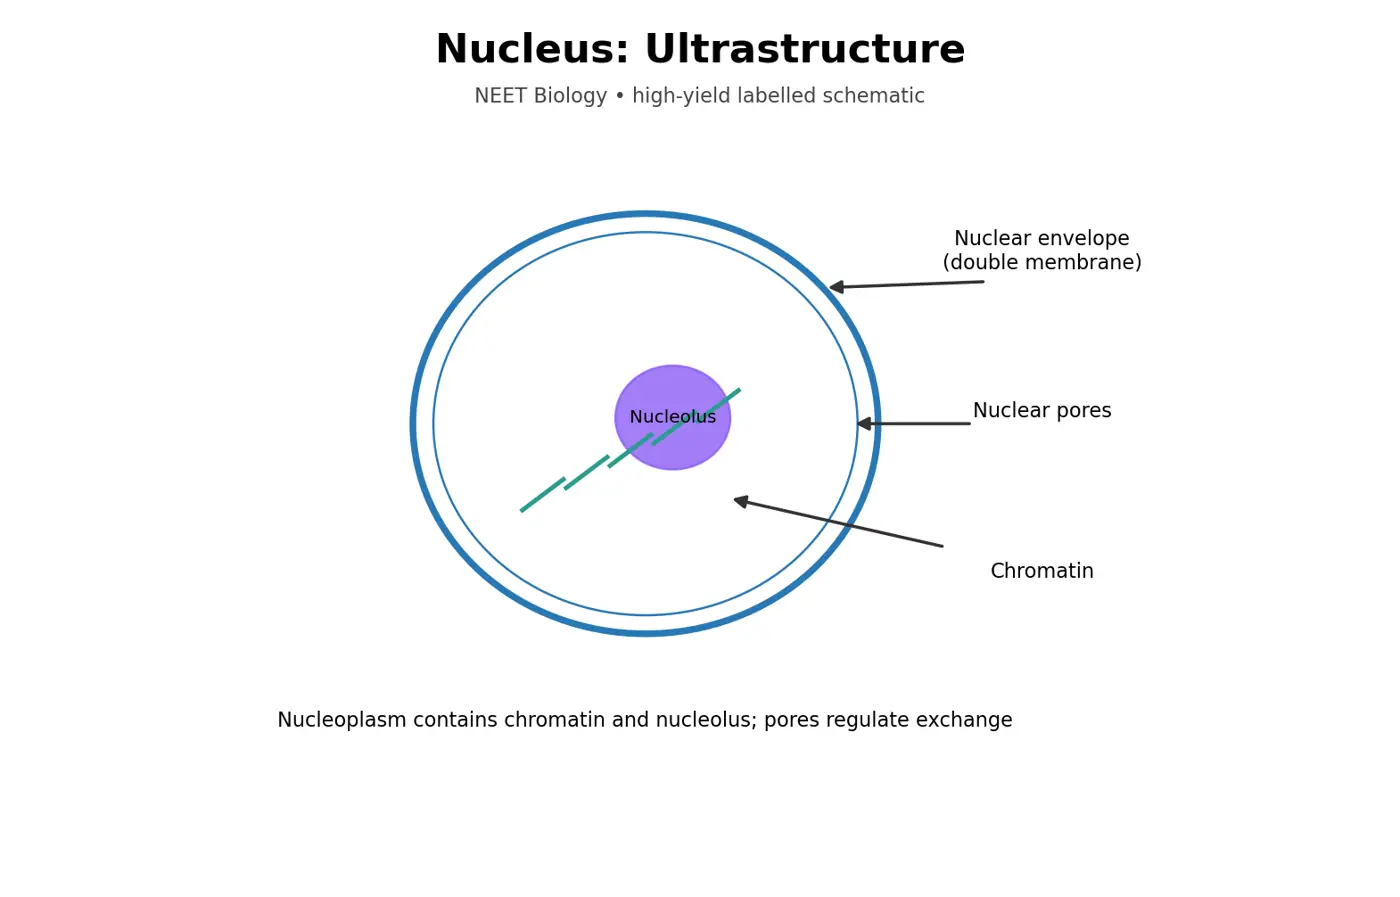 Nucleus: Ultrastructure
NEET Biology • high-yield labelled schematic
Nuclear envelope
(double membrane)
Nuclear pores
Nucleolus
Chromatin
Nucleoplasm contains chromatin and nucleolus; pores regulate exchange